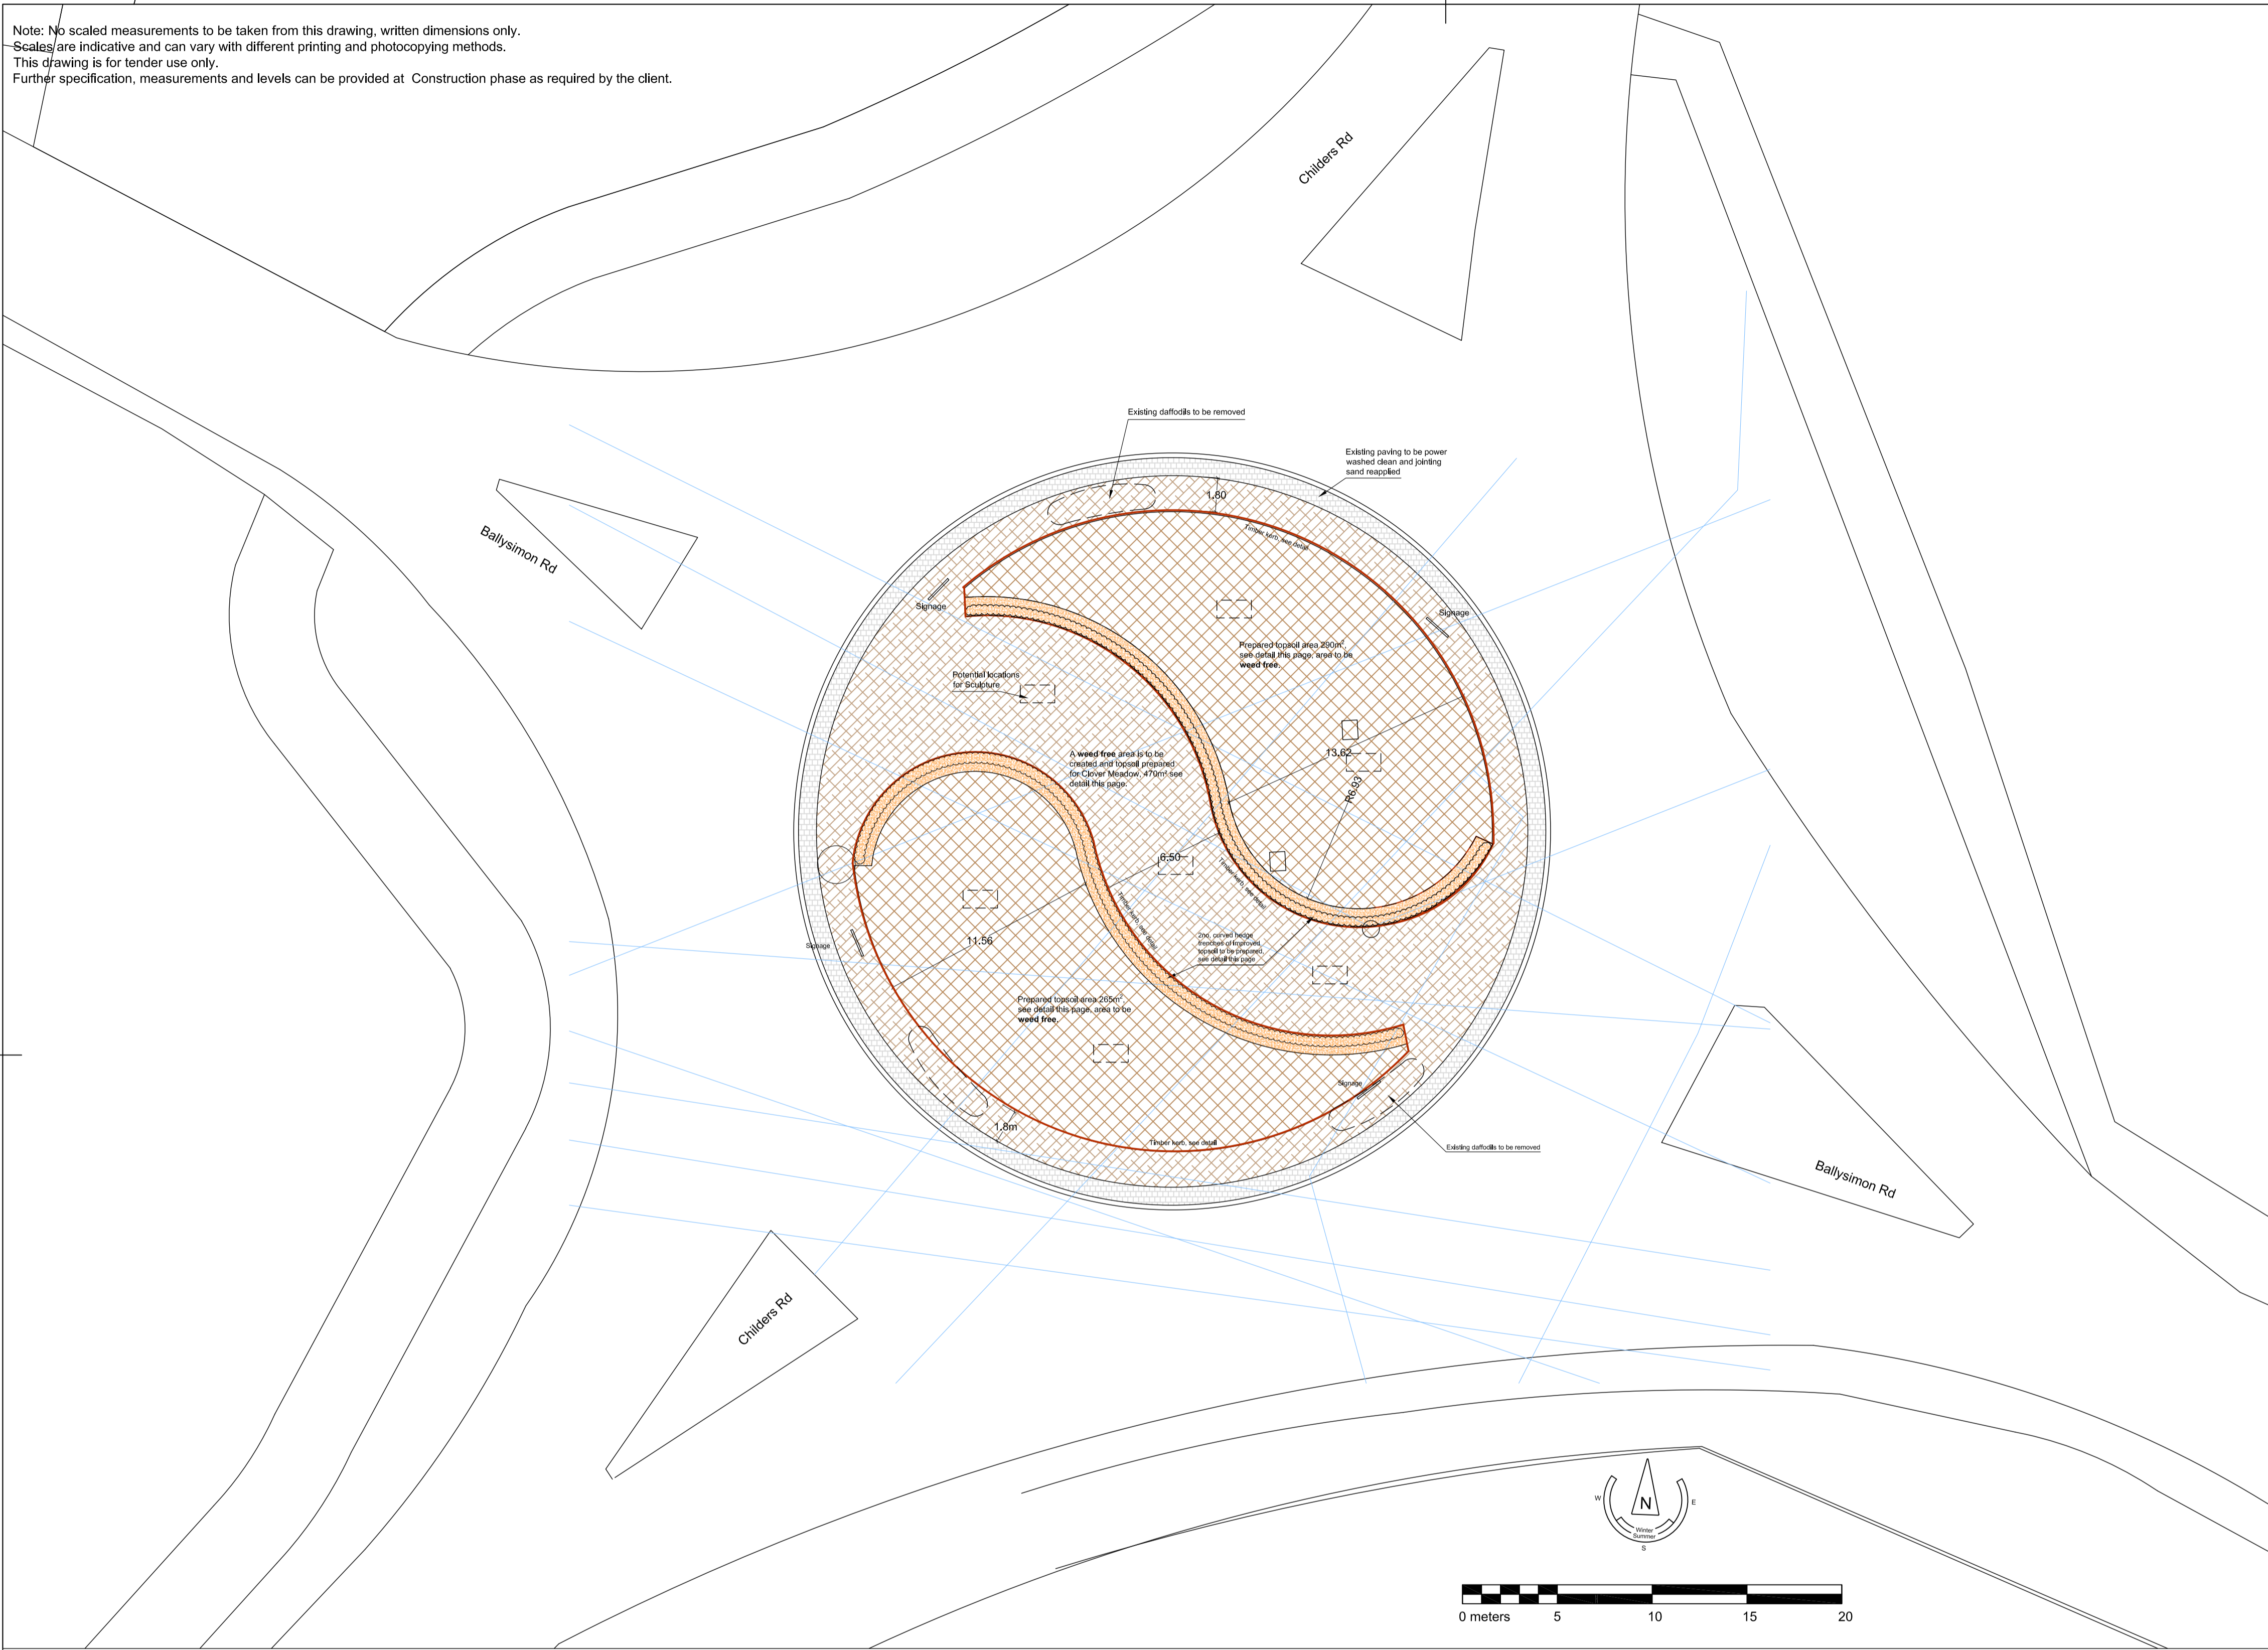 Note: No scaled measurements to be taken from this drawing, written dimensions only.
Scales are indicative and can vary with different printing and photocopying methods.
This drawing is for tender use only.
Further specification, measurements and levels can be provided at Construction phase as required by the client.
Childers Rd
Existing daffodils to be removed
Existing paving to be power
washed clean and jointing
sand reapplied
1.80
Timber kerb, see detail
Ballysimon Rd
Signage
Signage
Prepared topsoil area 290m²,
see detail this page, area to be
weed free.
Potential locations
for Sculpture
A weed free area is to be
created and topsoil prepared
for Clover Meadow, 470m² see
detail this page.
13.62
R6.93
6.50
Timber kerb, see detail
Timber kerb, see detail
11.56
Signage
2no. curved hedge
trenches of improved
topsoil to be prepared,
see detail this page
Prepared topsoil area 265m²,
see detail this page, area to be
weed free.
Signage
1.8m
Timber kerb, see detail
Existing daffodils to be removed
Ballysimon Rd
Childers Rd
N
W
E
Winter
Summer
S
0 meters 5 10 15 20